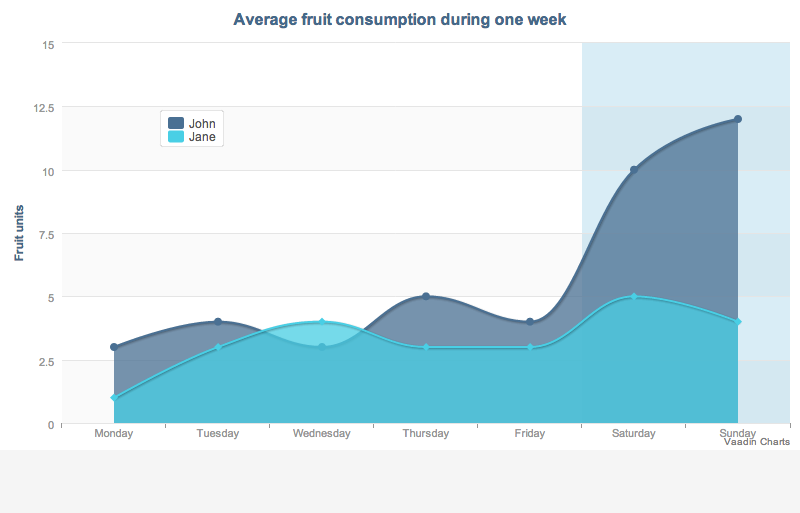 Average fruit consumption during one week
15
12.5
10
7.5
5
2.5
0
Fruit units
John
Jane
Monday Tuesday Wednesday Thursday Friday Saturday Sunday
Vaadin Charts